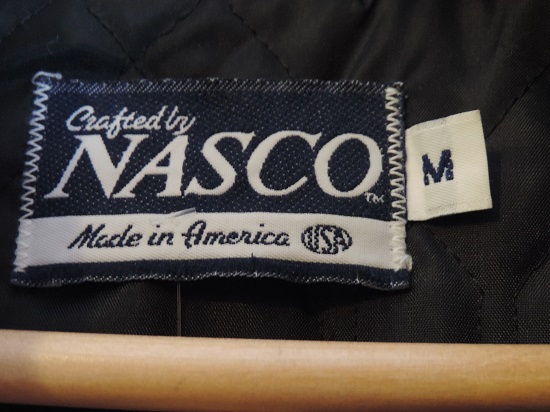 Crafted by
NASCO™
M
Made in America USA